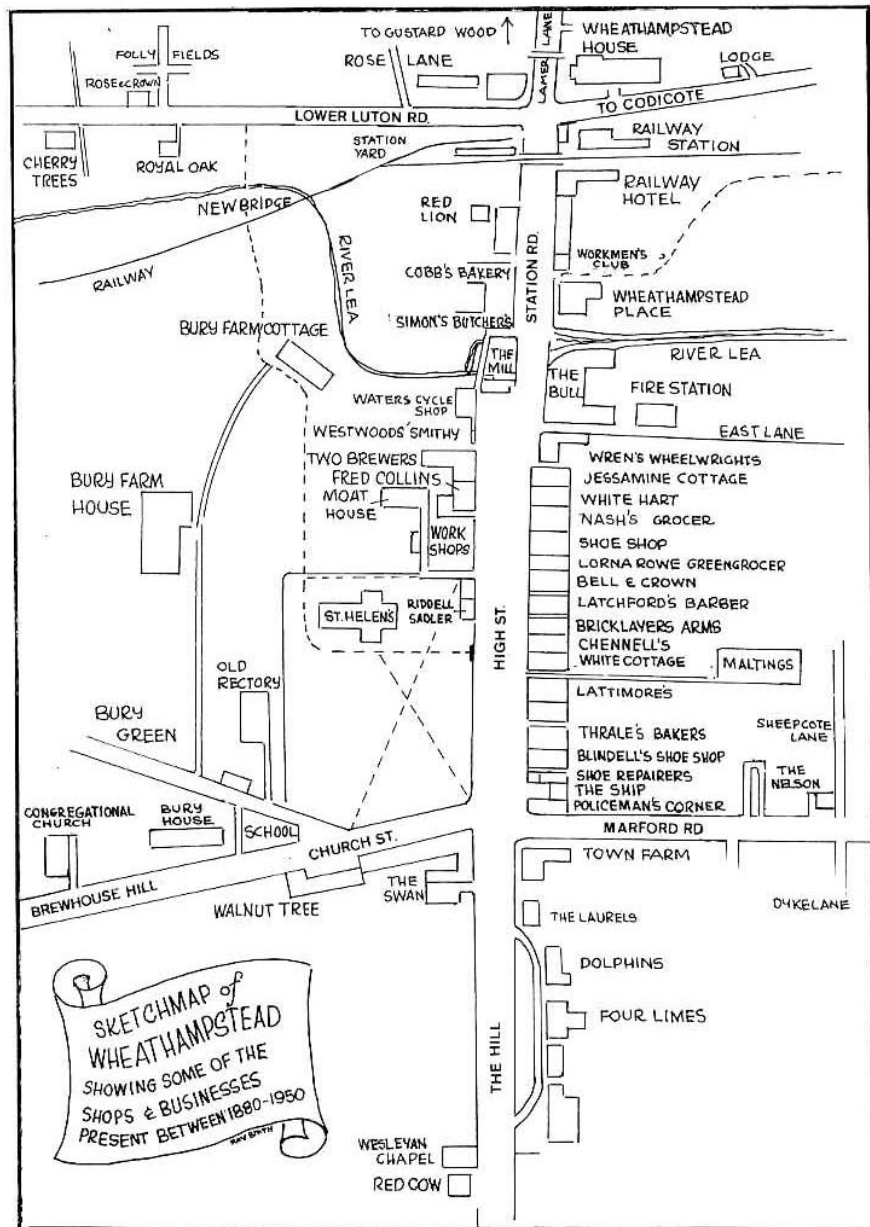 TO GUSTARD WOOD
LAMER LANE
WHEATHAMPSTEAD
HOUSE
FOLLY FIELDS
ROSE LANE
LODGE
ROSE & CROWN
TO CODICOTE
LOWER LUTON RD.
CHERRY
TREES
ROYAL OAK
STATION
YARD
RAILWAY
STATION
NEWBRIDGE
RED
LION
RAILWAY
HOTEL
RIVER LEA
RAILWAY
COBB'S BAKERY
STATION RD.
WORKMEN'S
CLUB
WHEATHAMPSTEAD
PLACE
'SIMON'S BUTCHERS
BURY FARM COTTAGE
THE
MILL
RIVER LEA
THE
BULL
FIRE STATION
WATERS CYCLE
SHOP
WESTWOODS' SMITHY
EAST LANE
TWO BREWERS
FRED COLLINS
MOAT
HOUSE
WORK
SHOPS
BURY FARM
HOUSE
WREN'S WHEELWRIGHTS
JESSAMINE COTTAGE
WHITE HART
NASH'S GROCER
SHOE SHOP
LORNA ROWE GREENGROCER
BELL & CROWN
LATCHFORD'S BARBER
BRICKLAYERS ARMS
CHENNELL'S
WHITE COTTAGE
MALTINGS
ST. HELEN'S
RIDDELL
SADLER
HIGH ST.
OLD
RECTORY
LATTIMORE'S
BURY
GREEN
THRALE'S BAKERS
SHEEPCOTE
LANE
BLINDELL'S SHOE SHOP
SHOE REPAIRERS
THE SHIP
POLICEMAN'S CORNER
THE
NELSON
CONGREGATIONAL
CHURCH
BURY
HOUSE
SCHOOL
CHURCH ST.
MARFORD RD
BREWHOUSE HILL
WALNUT TREE
THE
SWAN
TOWN FARM
THE LAURELS
DYKE LANE
DOLPHINS
FOUR LIMES
THE HILL
SKETCHMAP of
WHEATHAMPSTEAD
SHOWING SOME OF THE
SHOPS & BUSINESSES
PRESENT BETWEEN 1880-1950
WESLEYAN
CHAPEL
RED COW